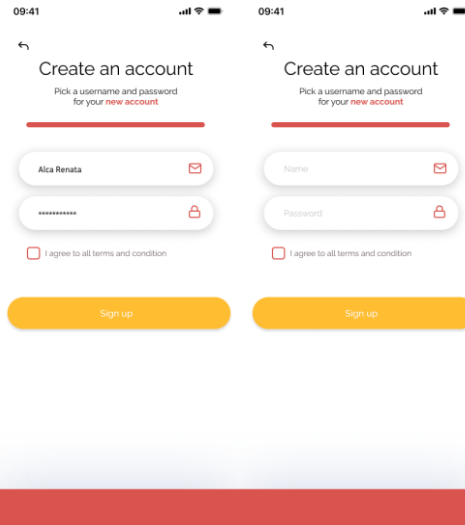 09:41
Create an account
Pick a username and password
for your new account
Alca Renata
***********
I agree to all terms and condition
Sign up
09:41
Create an account
Pick a username and password
for your new account
Name
Password
I agree to all terms and condition
Sign up